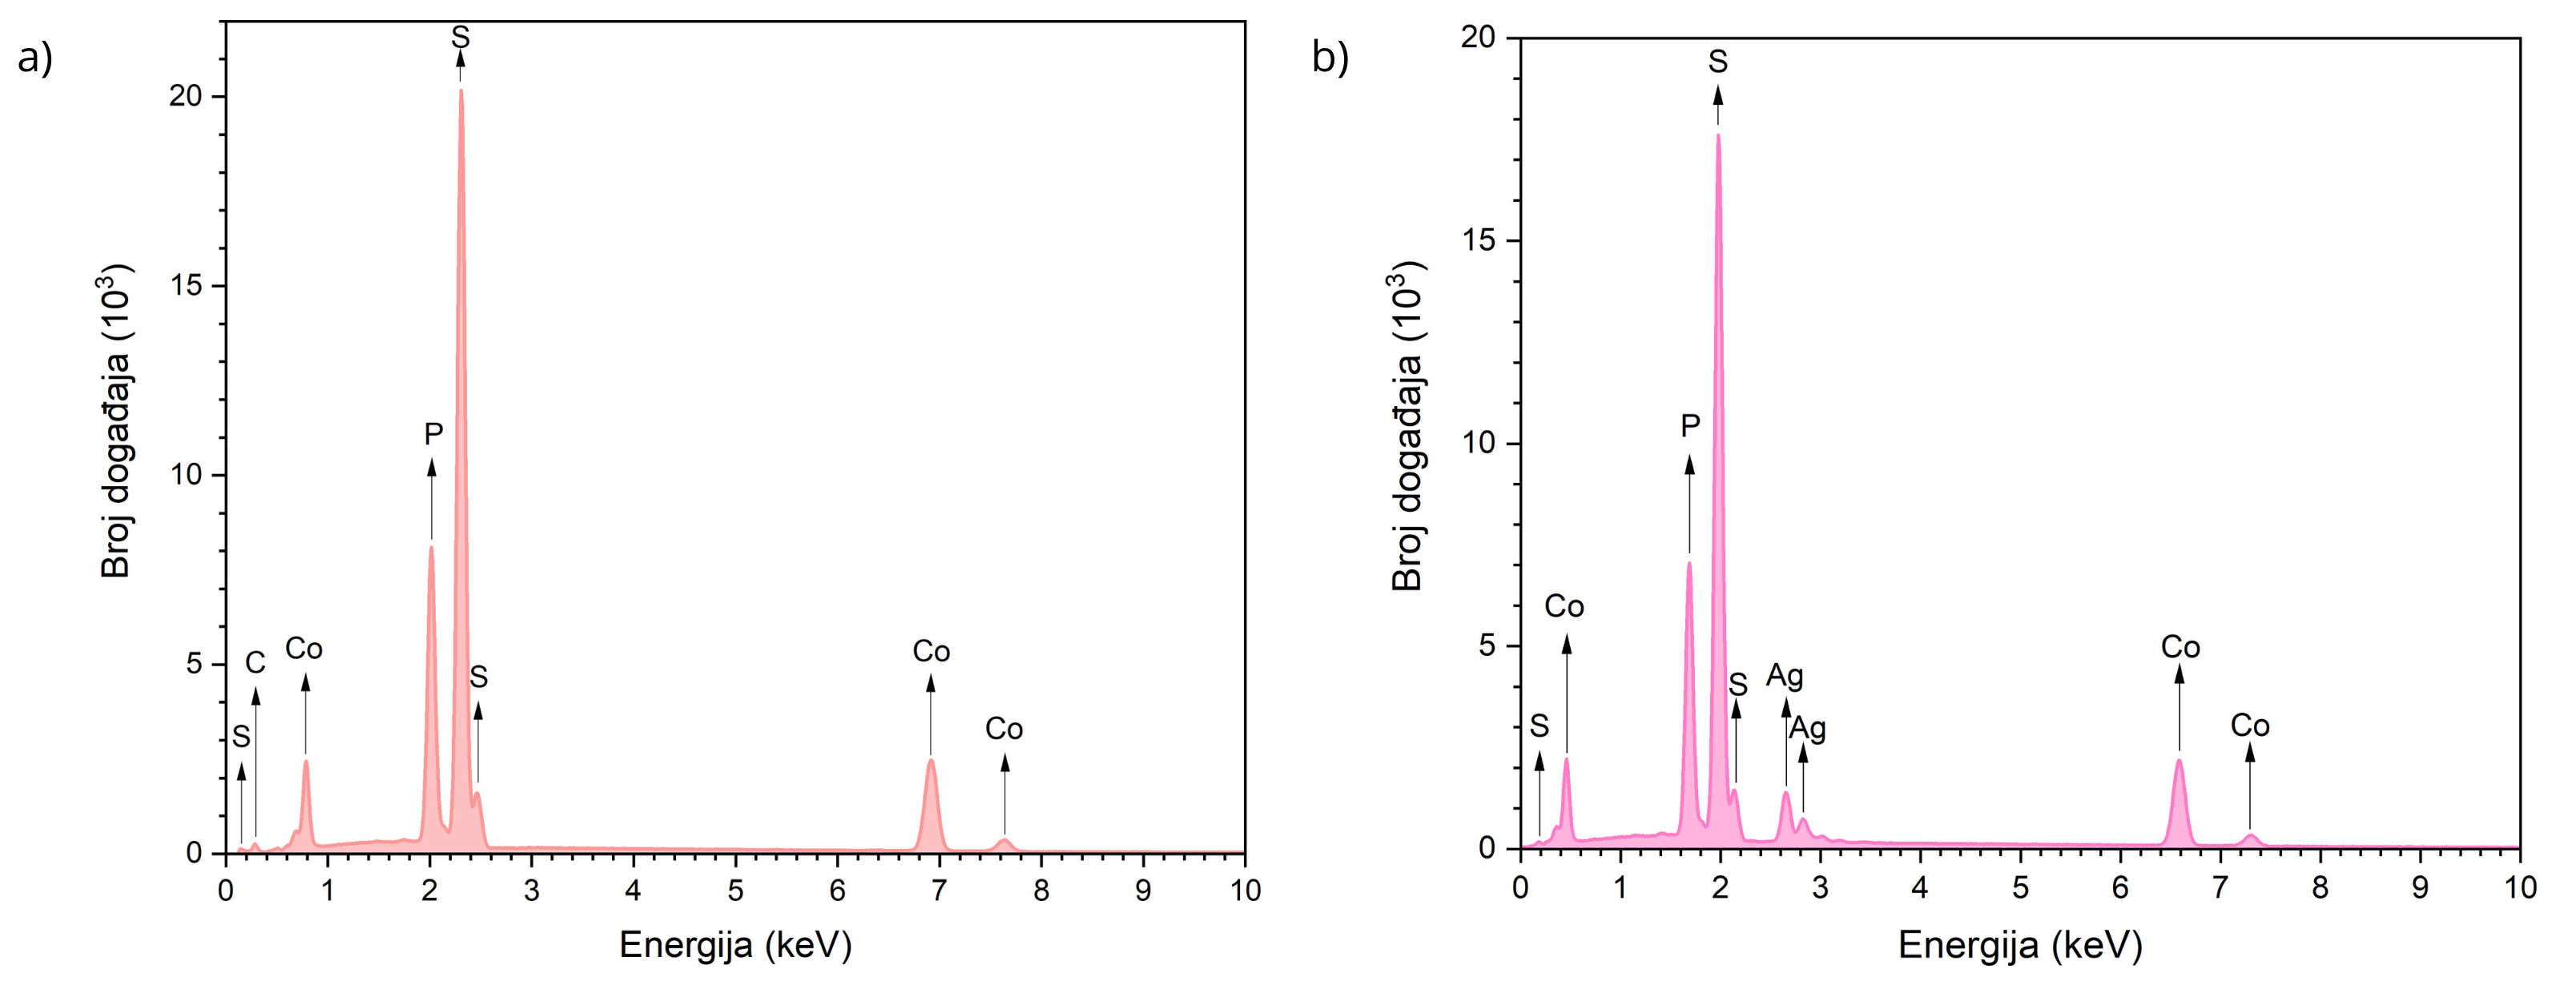 a)
S
20
15
10
5
0
P
S
C
Co
S
Co
Co
Broj događaja (10³)
0 1 2 3 4 5 6 7 8 9 10
Energija (keV)
b)
20
15
10
5
0
S
P
Co
S
S
Ag
Ag
Co
Co
Broj događaja (10³)
0 1 2 3 4 5 6 7 8 9 10
Energija (keV)